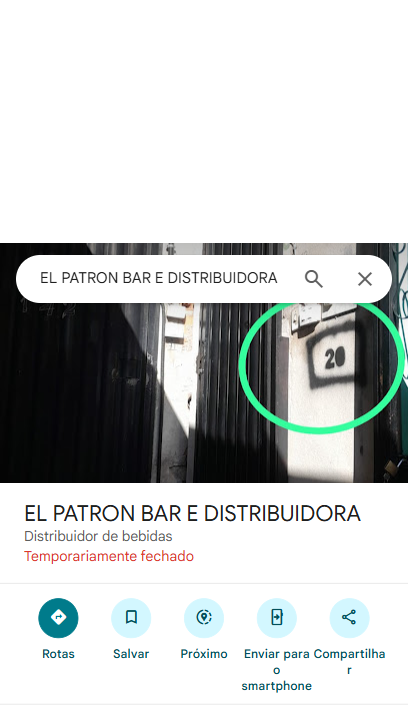 EL PATRON BAR E DISTRIBUIDORA
20
EL PATRON BAR E DISTRIBUIDORA
Distribuidor de bebidas
Temporariamente fechado
Rotas
Salvar
Próximo
Enviar para
o
smartphone
Compartilha
r